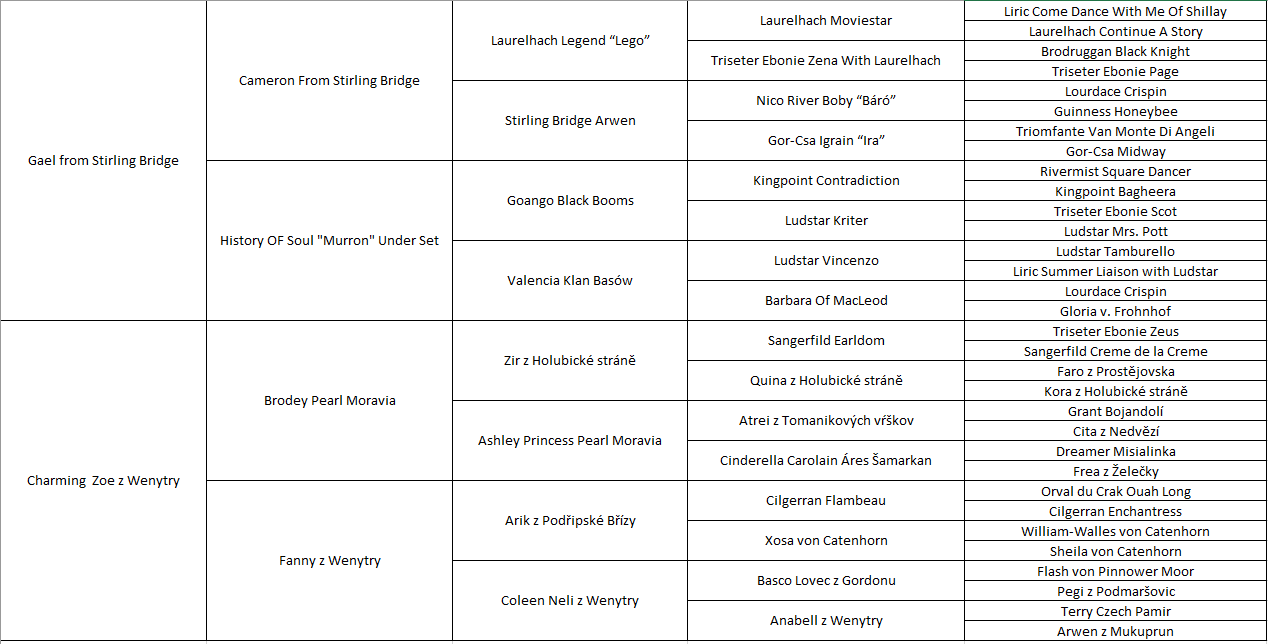 Gael from Stirling Bridge
Cameron From Stirling Bridge
Laurelhach Legend “Lego”
Laurelhach Moviestar
Liric Come Dance With Me Of Shillay
Laurelhach Continue A Story
Triseter Ebonie Zena With Laurelhach
Brodruggan Black Knight
Triseter Ebonie Page
Stirling Bridge Arwen
Nico River Boby “Báró”
Lourdace Crispin
Guinness Honeybee
Gor-Csa Igrain “Ira”
Triomfante Van Monte Di Angeli
Gor-Csa Midway
History OF Soul "Murron" Under Set
Goango Black Booms
Kingpoint Contradiction
Rivermist Square Dancer
Kingpoint Bagheera
Ludstar Kriter
Triseter Ebonie Scot
Ludstar Mrs. Pott
Valencia Klan Basów
Ludstar Vincenzo
Ludstar Tamburello
Liric Summer Liaison with Ludstar
Barbara Of MacLeod
Lourdace Crispin
Gloria v. Frohnhof
Charming  Zoe z Wenytry
Brodey Pearl Moravia
Zir z Holubické stráně
Sangerfild Earldom
Triseter Ebonie Zeus
Sangerfild Creme de la Creme
Quina z Holubické stráně
Faro z Prostějovska
Kora z Holubické stráně
Ashley Princess Pearl Moravia
Atrei z Tomanikových vŕškov
Grant Bojandolí
Cita z Nedvězí
Cinderella Carolain Áres Šamarkan
Dreamer Misialinka
Frea z Želečky
Fanny z Wenytry
Arik z Podřipské Břízy
Cilgerran Flambeau
Orval du Crak Ouah Long
Cilgerran Enchantress
Xosa von Catenhorn
William-Walles von Catenhorn
Sheila von Catenhorn
Coleen Neli z Wenytry
Basco Lovec z Gordonu
Flash von Pinnower Moor
Pegi z Podmaršovic
Anabell z Wenytry
Terry Czech Pamir
Arwen z Mukuprun